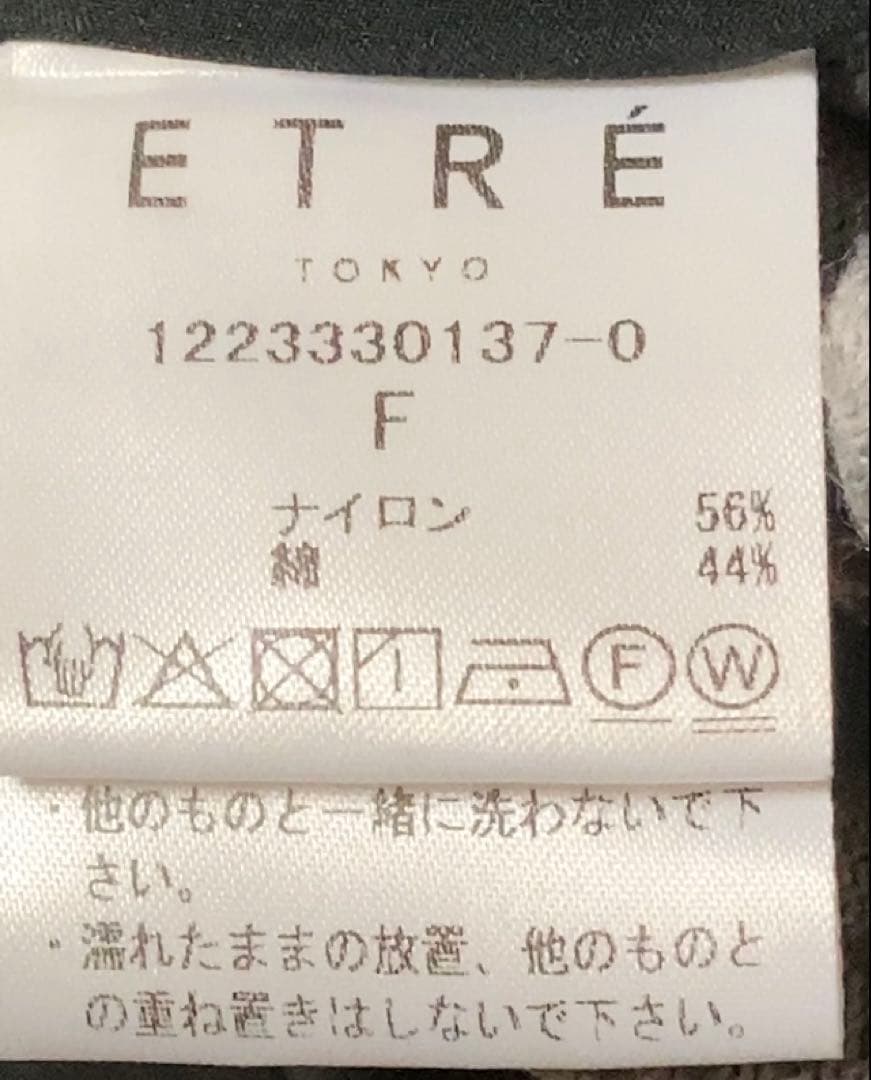 ETRÉ
TOKYO
1223330137-0
F
ナイロン 56%
綿 44%
F W
・他のものと一緒に洗わないで下
さい。
・濡れたままの放置、他のものと
の重ね置きはしないで下さい。